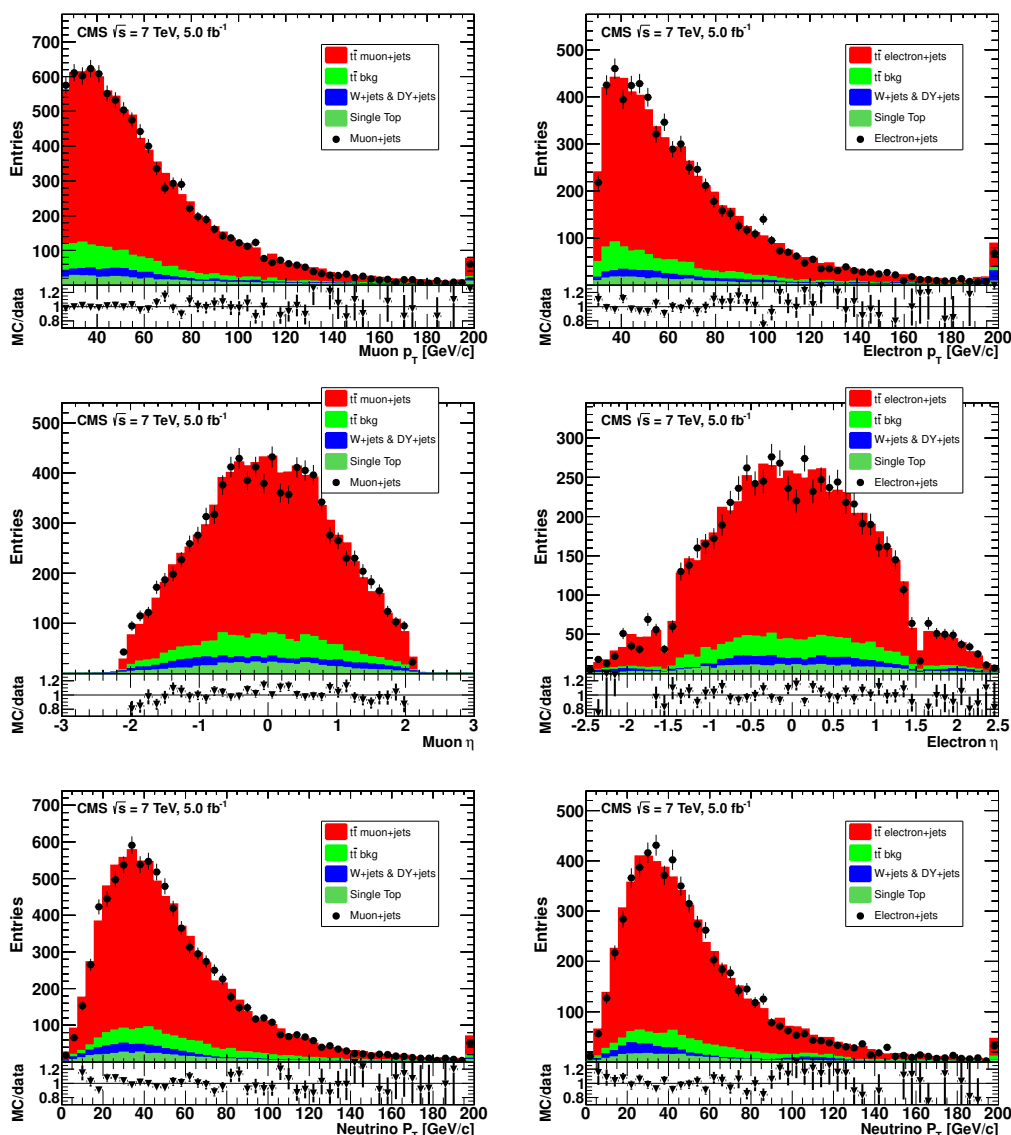 CMS √s = 7 TeV, 5.0 fb⁻¹
tt̄ muon+jets
tt̄ bkg
W+jets & DY+jets
Single Top
Muon+jets
Entries
700
600
500
400
300
200
100
MC/data
1.2
1
0.8
40 60 80 100 120 140 160 180 200
Muon p_T [GeV/c]
CMS √s = 7 TeV, 5.0 fb⁻¹
tt̄ electron+jets
tt̄ bkg
W+jets & DY+jets
Single Top
Electron+jets
Entries
500
400
300
200
100
MC/data
1.2
1
0.8
40 60 80 100 120 140 160 180 200
Electron p_T [GeV/c]
CMS √s = 7 TeV, 5.0 fb⁻¹
tt̄ muon+jets
tt̄ bkg
W+jets & DY+jets
Single Top
Muon+jets
Entries
500
400
300
200
100
MC/data
1.2
1
0.8
-3 -2 -1 0 1 2 3
Muon η
CMS √s = 7 TeV, 5.0 fb⁻¹
tt̄ electron+jets
tt̄ bkg
W+jets & DY+jets
Single Top
Electron+jets
Entries
300
250
200
150
100
50
MC/data
1.2
1
0.8
-2.5 -2 -1.5 -1 -0.5 0 0.5 1 1.5 2 2.5
Electron η
CMS √s = 7 TeV, 5.0 fb⁻¹
tt̄ muon+jets
tt̄ bkg
W+jets & DY+jets
Single Top
Muon+jets
Entries
700
600
500
400
300
200
100
MC/data
1.2
1
0.8
0 20 40 60 80 100 120 140 160 180 200
Neutrino P_T [GeV/c]
CMS √s = 7 TeV, 5.0 fb⁻¹
tt̄ electron+jets
tt̄ bkg
W+jets & DY+jets
Single Top
Electron+jets
Entries
500
400
300
200
100
MC/data
1.2
1
0.8
0 20 40 60 80 100 120 140 160 180 200
Neutrino P_T [GeV/c]